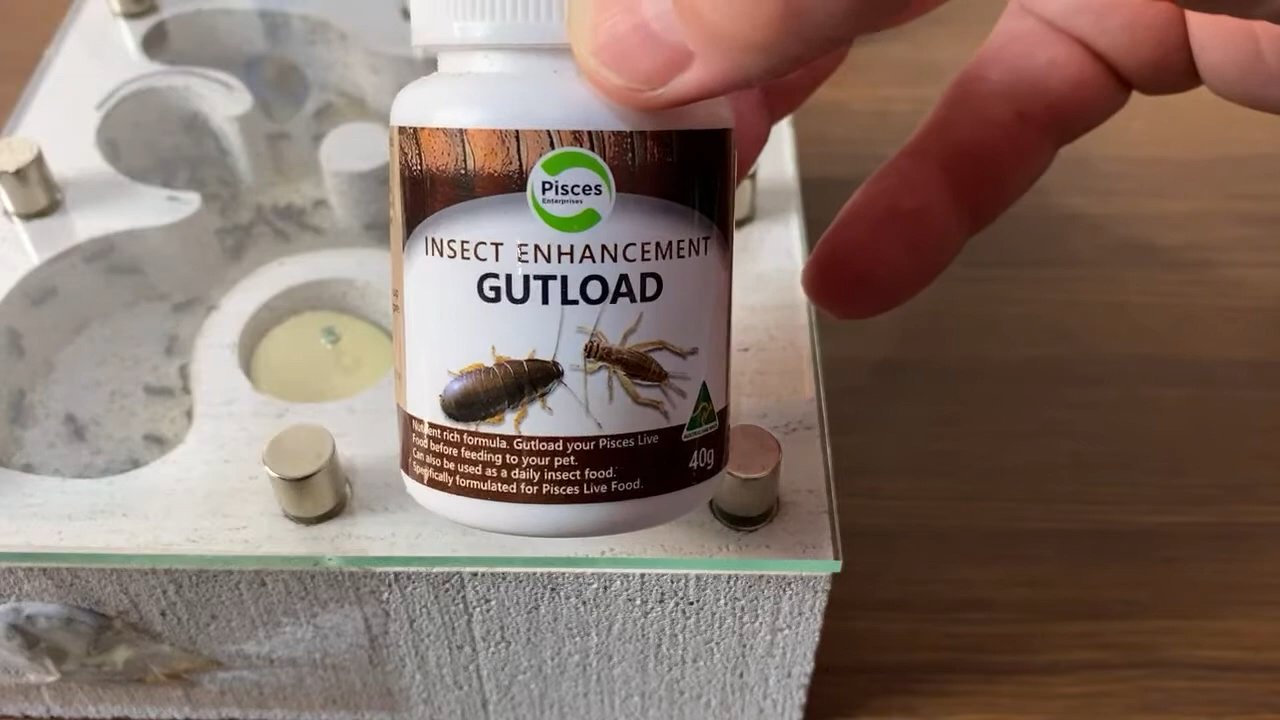 Pisces
Enterprises
INSECT ENHANCEMENT
GUTLOAD
Nutrient rich formula. Gutload your Pisces Live
Food before feeding to your pet.
Can also be used as a daily insect food.
Specifically formulated for Pisces Live Food.
40g